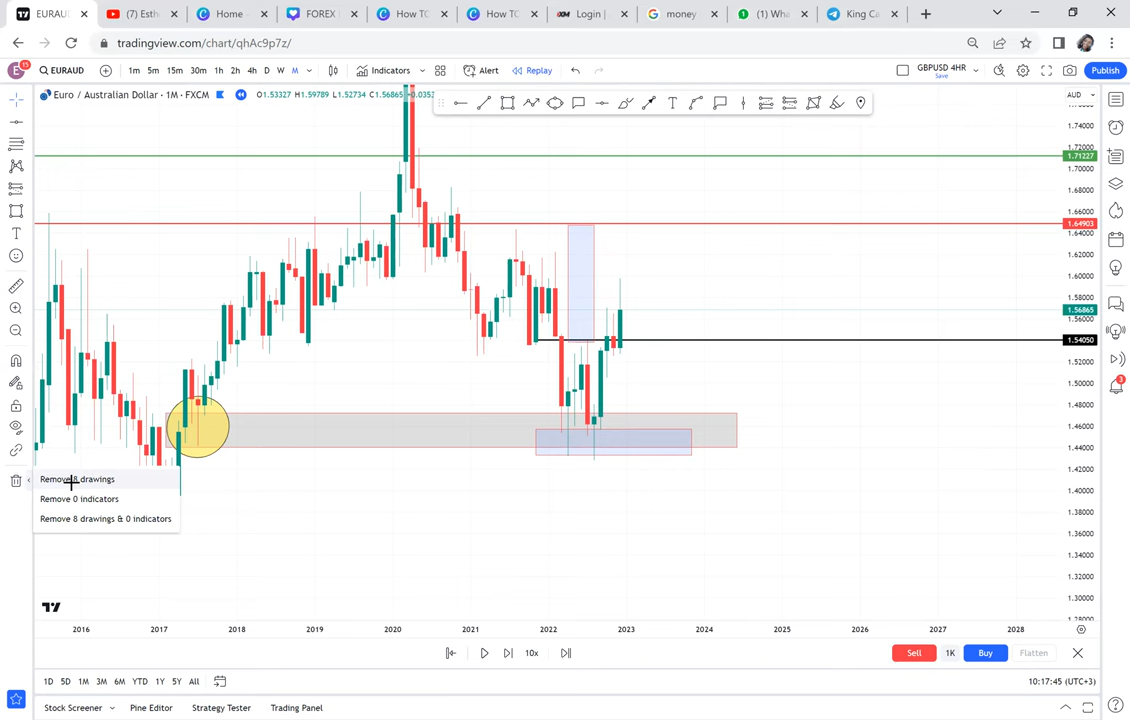 EURAUD
(7) Esth
Home -
FOREX
How TC
How TC
Login |
money
(1) Wha
King Ca
tradingview.com/chart/qhAc9p7z/
E 15 EURAUD 1m 5m 15m 30m 1h 2h 4h D W M Indicators Alert Replay GBPUSD 4HR Save Publish
Euro / Australian Dollar · 1M · FXCM O1.53327 H1.59789 L1.52734 C1.56865
AUD
1.74000
1.71227
1.70000
1.68000
1.66000
1.64903
1.64000
1.62000
1.60000
1.58000
1.56865
1.56000
1.54050
1.52000
1.50000
1.48000
1.46000
1.44000
1.42000
1.40000
1.38000
1.36000
1.34000
1.32000
1.30000
1.28000
3
Remove 8 drawings
Remove 0 indicators
Remove 8 drawings & 0 indicators
2016 2017 2018 2019 2020 2021 2022 2023 2024 2025 2026 2027 2028
10x Sell 1K Buy Flatten
1D 5D 1M 3M 6M YTD 1Y 5Y All 10:17:45 (UTC+3)
Stock Screener Pine Editor Strategy Tester Trading Panel